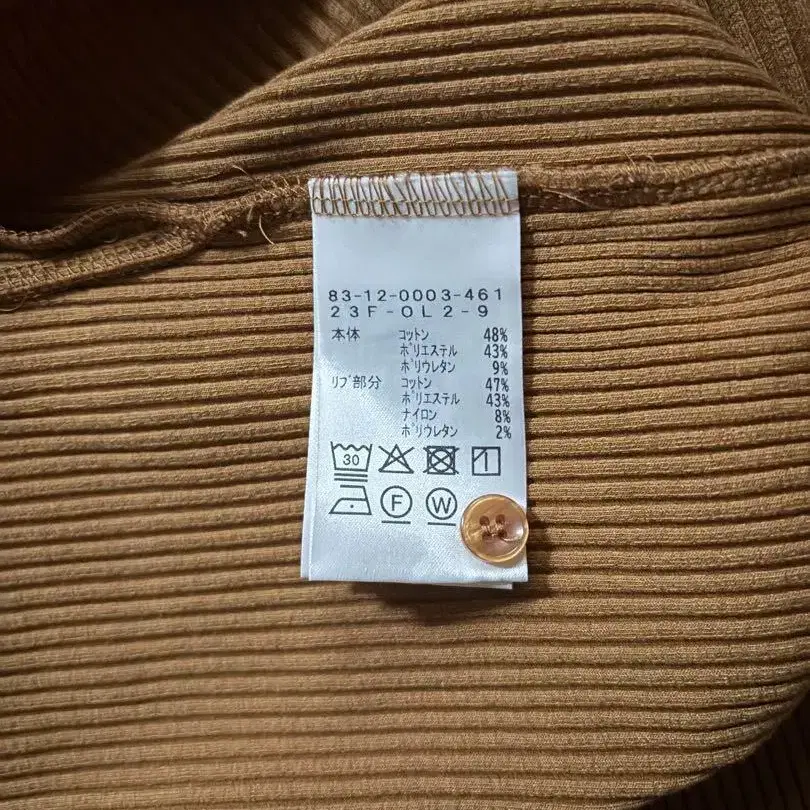 83-12-0003-461
23F-OL2-9
本体 コットン 48%
ポリエステル 43%
ポリウレタン 9%
リブ部分 コットン 47%
ポリエステル 43%
ナイロン 8%
ポリウレタン 2%
30
F W